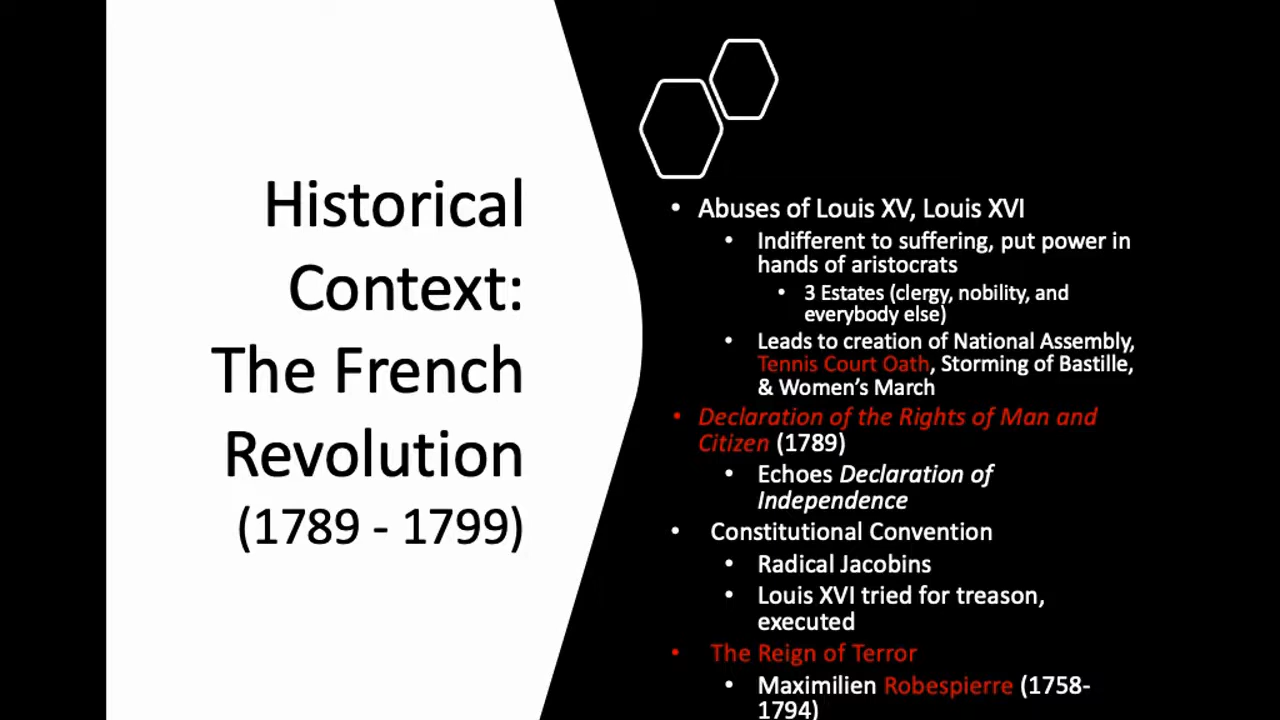 Historical
Context:
The French
Revolution
(1789 - 1799)
• Abuses of Louis XV, Louis XVI
• Indifferent to suffering, put power in
hands of aristocrats
• 3 Estates (clergy, nobility, and
everybody else)
• Leads to creation of National Assembly,
Tennis Court Oath, Storming of Bastille,
& Women's March
• Declaration of the Rights of Man and
Citizen (1789)
• Echoes Declaration of
Independence
• Constitutional Convention
• Radical Jacobins
• Louis XVI tried for treason,
executed
• The Reign of Terror
• Maximilien Robespierre (1758-
1794)